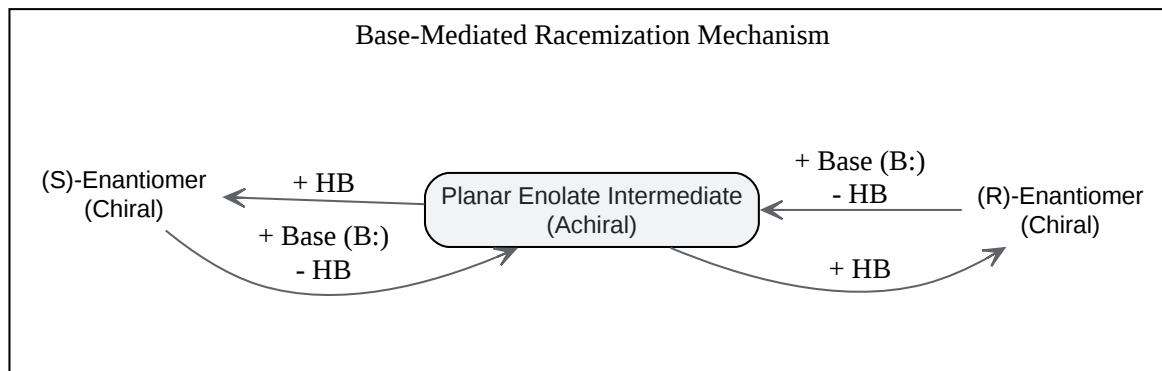 Base-Mediated Racemization Mechanism
(S)-Enantiomer
(Chiral)
+ HB
+ Base (B:)
- HB
Planar Enolate Intermediate
(Achiral)
+ Base (B:)
- HB
+ HB
(R)-Enantiomer
(Chiral)